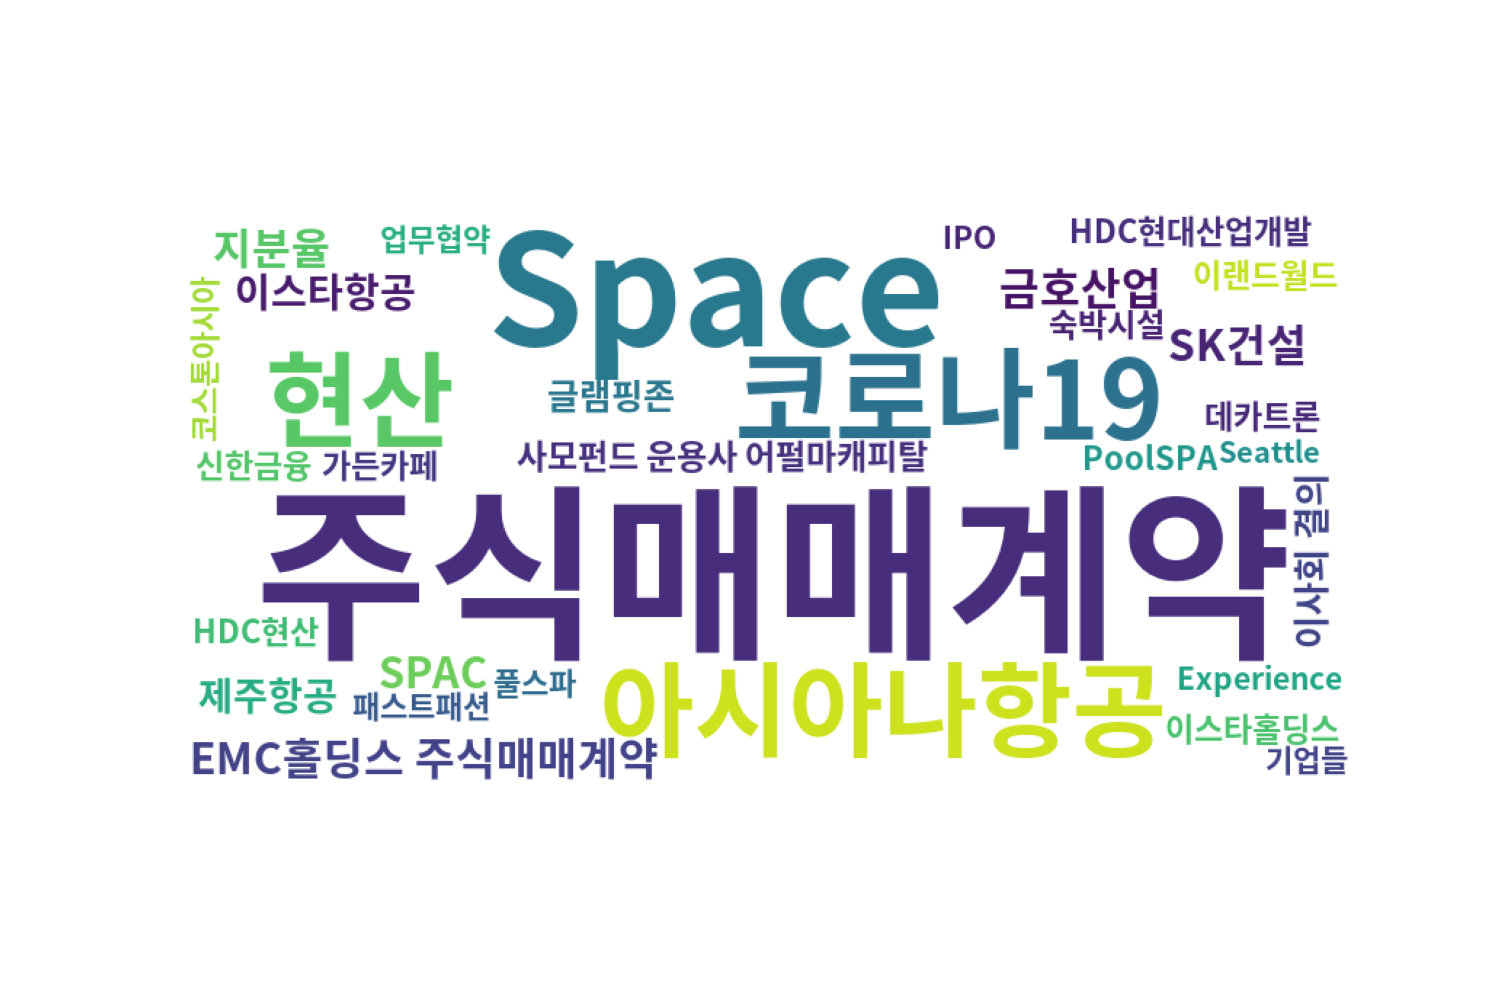 지분율
업무협약
Space
IPO
HDC현대산업개발
이스타항공
금호산업
이랜드월드
코스톤아시아
숙박시설
SK건설
현산
글램핑존
코로나19
데카트론
신한금융
가든카페
사모펀드 운용사 어펄마캐피탈
PoolSPA
Seattle
주식매매계약
이사회 결의
HDC현산
SPAC
풀스파
아시아나항공
Experience
제주항공
패스트패션
이스타홀딩스
EMC홀딩스 주식매매계약
기업들